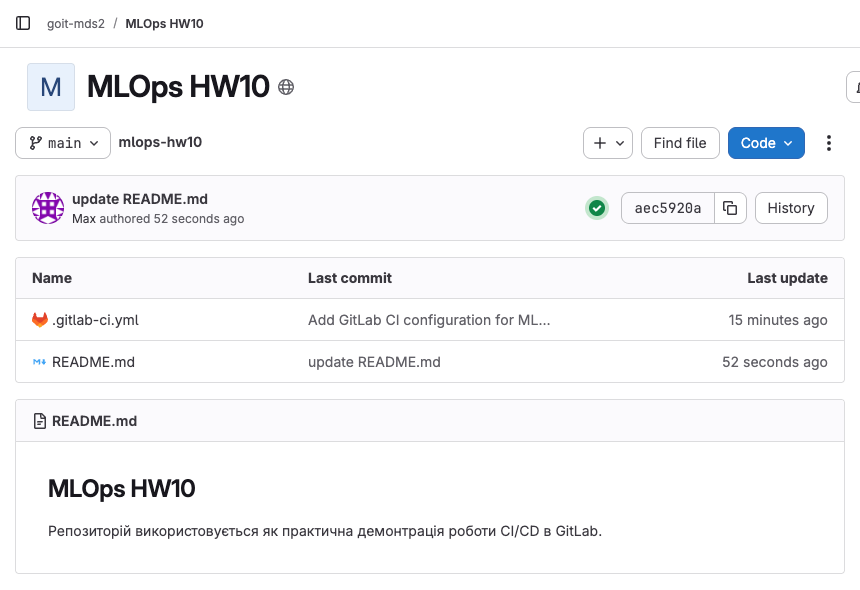 goit-mds2 / MLOps HW10
M MLOps HW10
main mlops-hw10 Find file Code
update README.md
Max authored 52 seconds ago
aec5920a History
Name Last commit Last update
.gitlab-ci.yml Add GitLab CI configuration for ML... 15 minutes ago
README.md update README.md 52 seconds ago
README.md
MLOps HW10
Репозиторій використовується як практична демонтрація роботи CI/CD в GitLab.